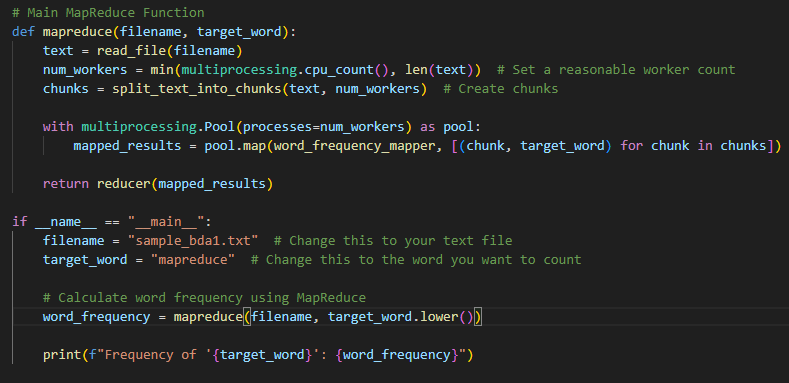 # Main MapReduce Function
def mapreduce(filename, target_word):
    text = read_file(filename)
    num_workers = min(multiprocessing.cpu_count(), len(text))  # Set a reasonable worker count
    chunks = split_text_into_chunks(text, num_workers)  # Create chunks

    with multiprocessing.Pool(processes=num_workers) as pool:
        mapped_results = pool.map(word_frequency_mapper, [(chunk, target_word) for chunk in chunks])

    return reducer(mapped_results)

if __name__ == "__main__":
    filename = "sample_bda1.txt"  # Change this to your text file
    target_word = "mapreduce"  # Change this to the word you want to count

    # Calculate word frequency using MapReduce
    word_frequency = mapreduce(filename, target_word.lower())

    print(f"Frequency of '{target_word}': {word_frequency}")